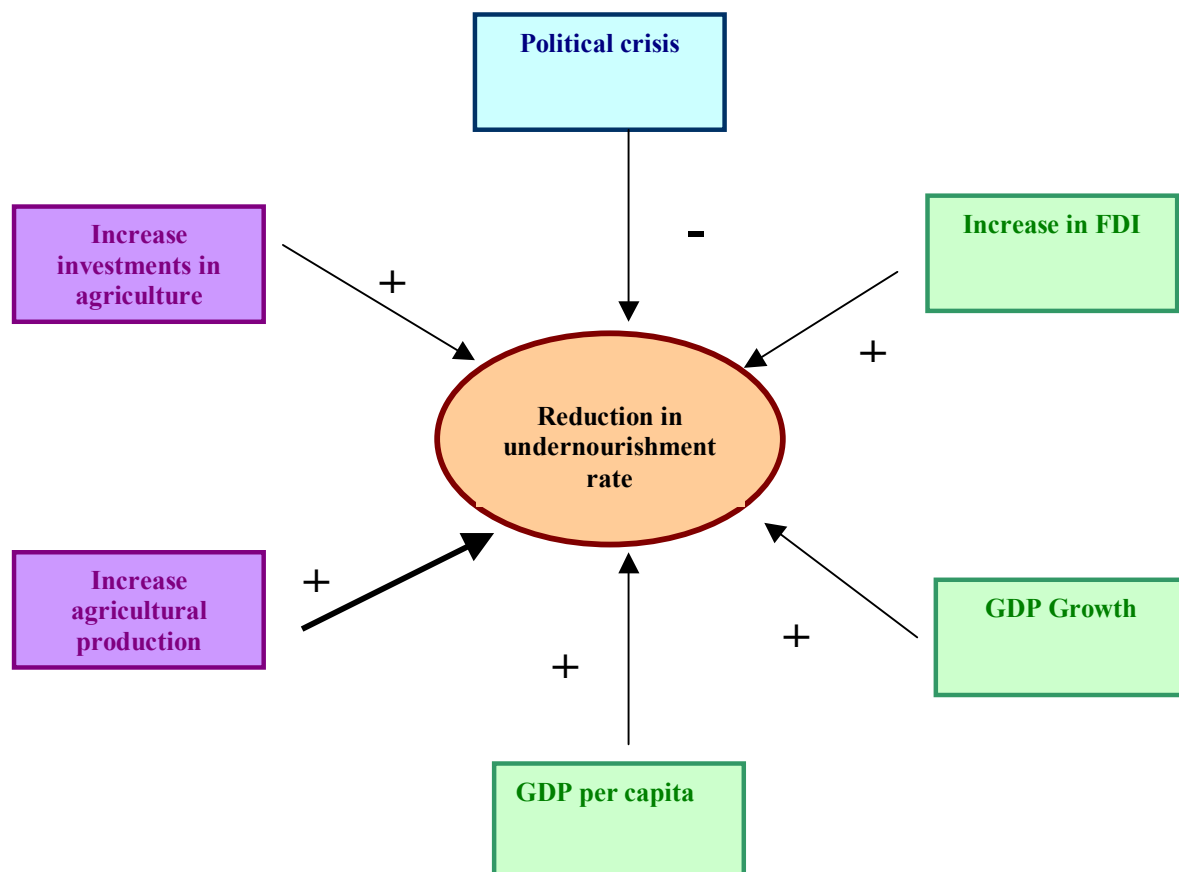 Political crisis
Increase
investments in
agriculture
+
-
Increase in FDI
+
Reduction in
undernourishment
rate
Increase
agricultural
production
+
+
GDP per capita
+
GDP Growth